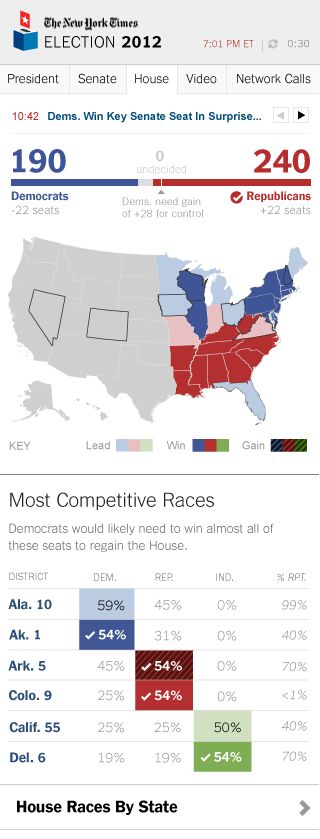 The New York Times
ELECTION 2012
7:01 PM ET 0:30
President Senate House Video Network Calls
10:42 Dems. Win Key Senate Seat In Surprise...
190 0 240
undecided
Democrats Republicans
-22 seats Dems. need gain +22 seats
of +28 for control
KEY Lead Win Gain
Most Competitive Races
Democrats would likely need to win almost all of
these seats to regain the House.
DISTRICT DEM. REP. IND. % RPT.
Ala. 10 59% 45% 0% 99%
Ak. 1 54% 31% 0% 40%
Ark. 5 45% 54% 0% 70%
Colo. 9 25% 54% 0% <1%
Calif. 55 25% 25% 50% 40%
Del. 6 19% 19% 54% 70%
House Races By State